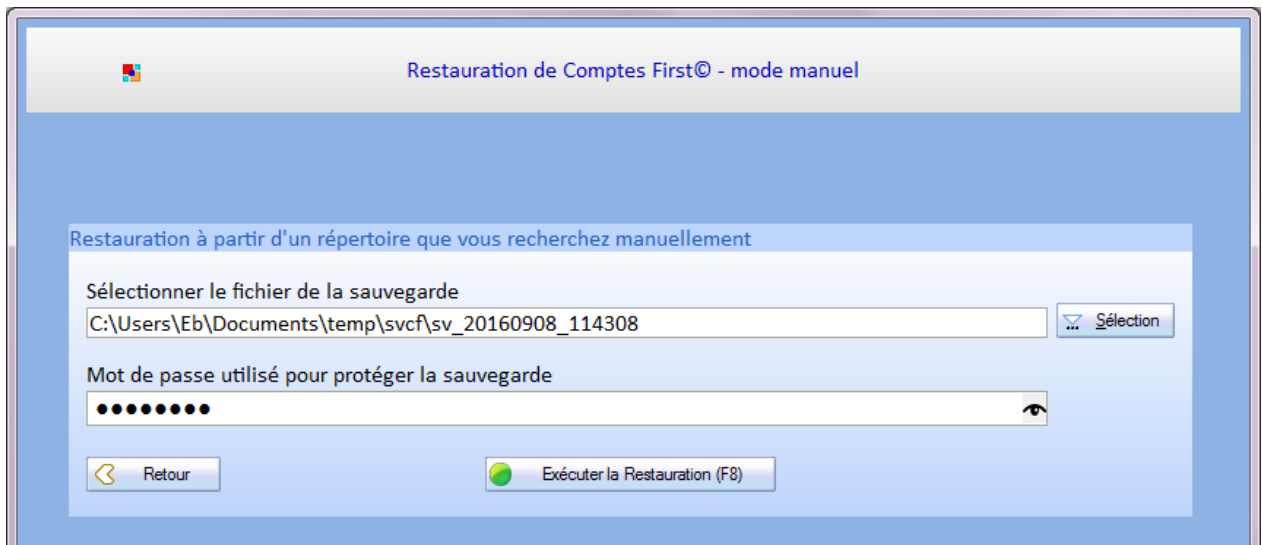 Restauration de Comptes First© - mode manuel
Restauration à partir d'un répertoire que vous recherchez manuellement
Sélectionner le fichier de la sauvegarde
C:\Users\Eb\Documents\temp\svcf\sv_20160908_114308
Sélection
Mot de passe utilisé pour protéger la sauvegarde
••••••••
Retour
Exécuter la Restauration (F8)